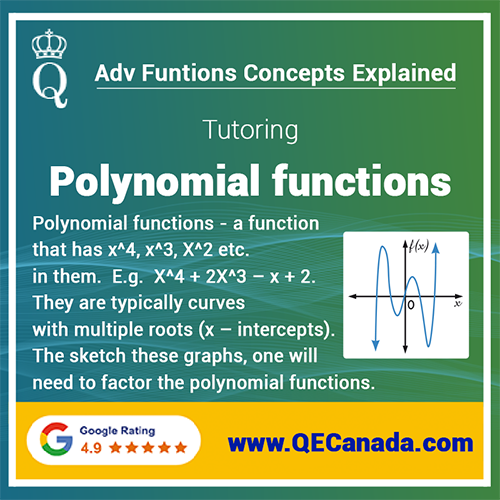 Q
Adv Funtions Concepts Explained
Tutoring
Polynomial functions
Polynomial functions - a function
that has x^4, x^3, X^2 etc.
in them. E.g. X^4 + 2X^3 – x + 2.
They are typically curves
with multiple roots (x – intercepts).
The sketch these graphs, one will
need to factor the polynomial functions.
f(x)
0
x
G
Google Rating
4.9 ★★★★★
www.QECanada.com